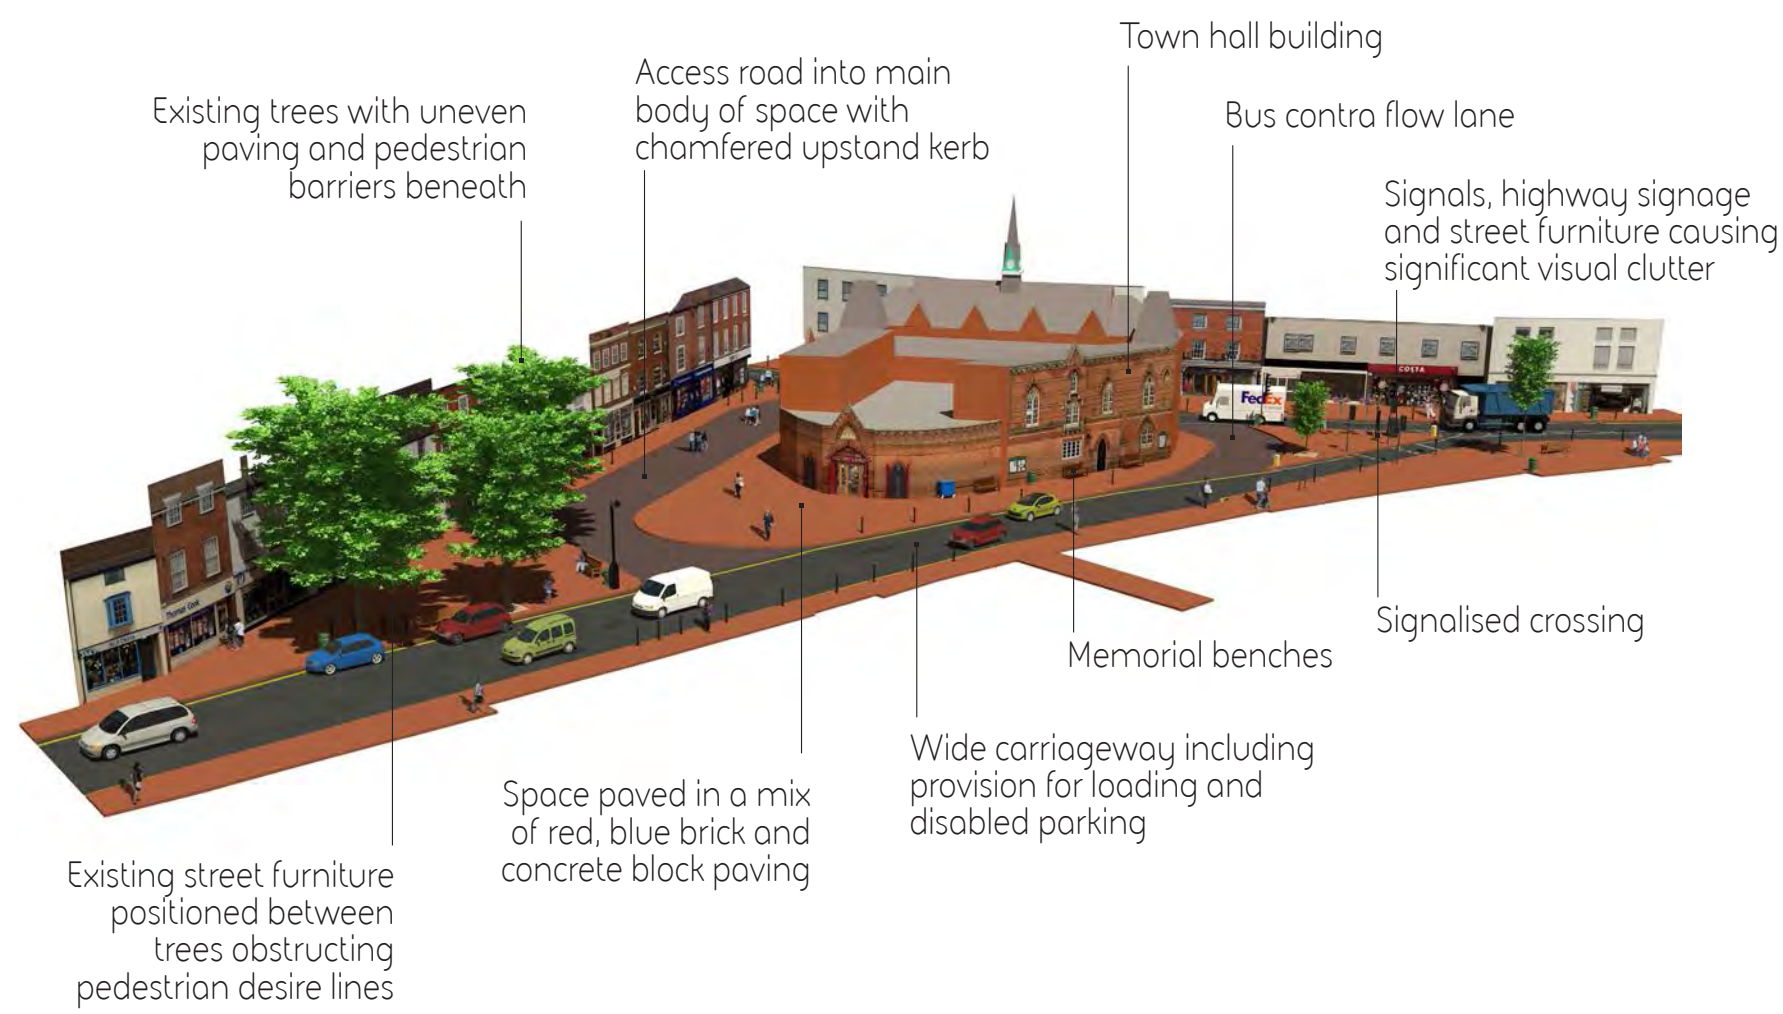 Town hall building
Access road into main
body of space with
chamfered upstand kerb
Existing trees with uneven
paving and pedestrian
barriers beneath
Bus contra flow lane
Signals, highway signage
and street furniture causing
significant visual clutter
COSTA
FedEx
Thomas Cook
Signalised crossing
Memorial benches
Wide carriageway including
provision for loading and
disabled parking
Space paved in a mix
of red, blue brick and
concrete block paving
Existing street furniture
positioned between
trees obstructing
pedestrian desire lines